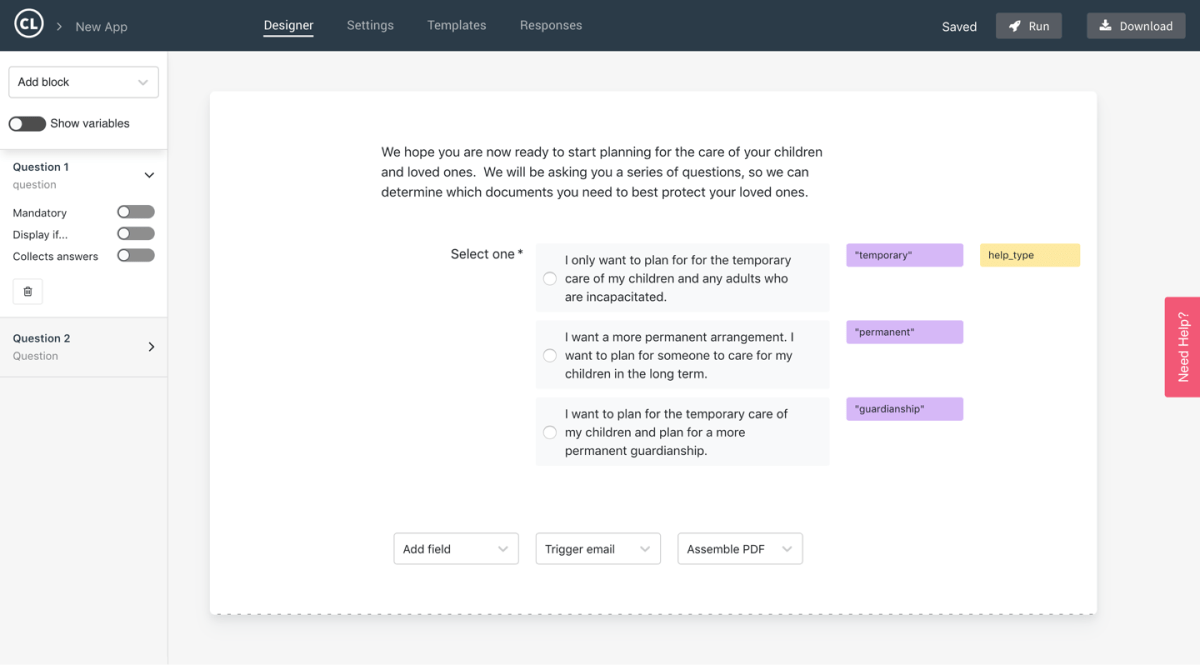 CL > New App Designer Settings Templates Responses Saved Run Download
Add block
Show variables
Question 1
question
Mandatory
Display if...
Collects answers
Question 2
Question
We hope you are now ready to start planning for the care of your children
and loved ones.  We will be asking you a series of questions, so we can
determine which documents you need to best protect your loved ones.
Select one *
I only want to plan for for the temporary
care of my children and any adults who
are incapacitated.
"temporary"
help_type
I want a more permanent arrangement. I
want to plan for someone to care for my
children in the long term.
"permanent"
I want to plan for the temporary care of
my children and plan for a more
permanent guardianship.
"guardianship"
Add field
Trigger email
Assemble PDF
Need Help?